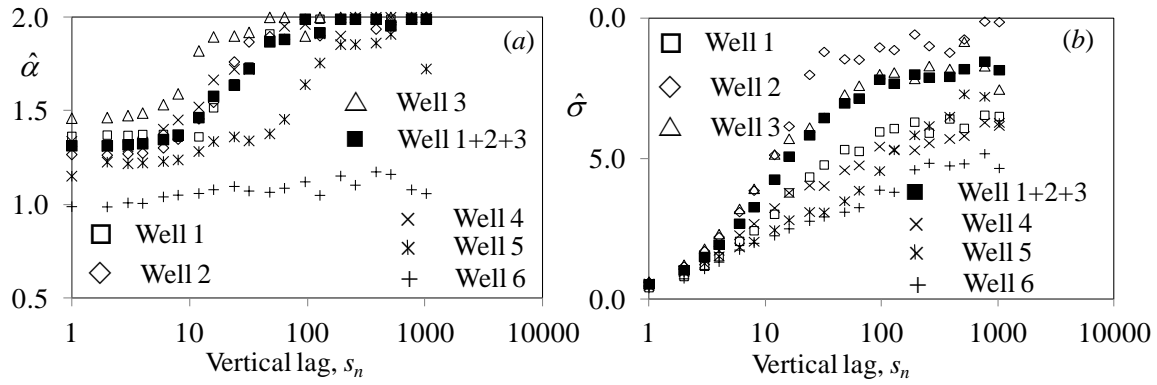 2.0
(a)
α̂
1.5
Well 3
Well 1+2+3
1.0
Well 1
Well 4
Well 2
Well 5
Well 6
0.5
1 10 100 1000 10000
Vertical lag, sn
0.0
(b)
Well 1
Well 2
σ̂
Well 3
5.0
Well 1+2+3
Well 4
Well 5
Well 6
0.0
1 10 100 1000 10000
Vertical lag, sn